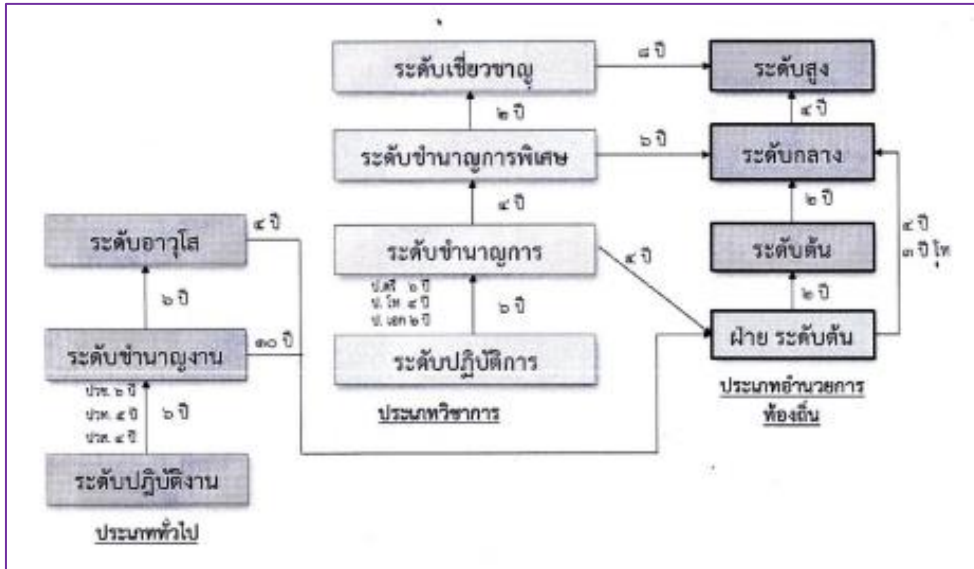 ระดับเชี่ยวชาญ
๘ ปี
ระดับสูง
๒ ปี
๔ ปี
ระดับชำนาญการพิเศษ
๖ ปี
ระดับกลาง
๔ ปี
๒ ปี
๔ ปี
๓ ปี โท
ระดับอาวุโส
๔ ปี
ระดับชำนาญการ
๔ ปี
ระดับต้น
๖ ปี
ป.ตรี ๖ ปี
ป. โท ๔ ปี
ป. เอก ๒ ปี
๖ ปี
๒ ปี
ระดับชำนาญงาน
๑๐ ปี
ระดับปฏิบัติการ
ฝ่าย ระดับต้น
ปวช. ๖ ปี
ปวท. ๕ ปี
ปวส. ๔ ปี
๖ ปี
ประเภทวิชาการ
ประเภทอำนวยการ
ท้องถิ่น
ระดับปฏิบัติงาน
ประเภททั่วไป